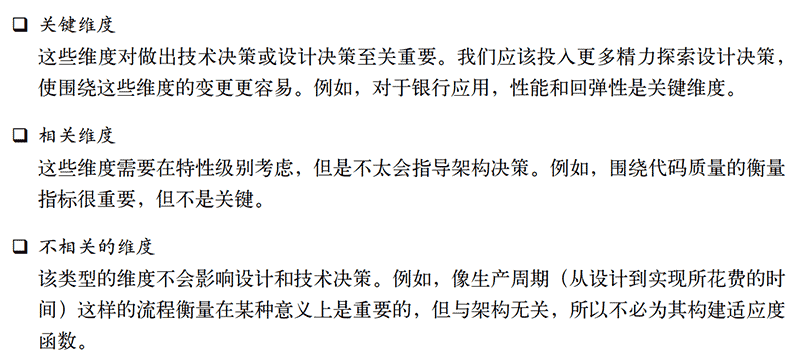 ❑ 关键维度
这些维度对做出技术决策或设计决策至关重要。我们应该投入更多精力探索设计决策，
使围绕这些维度的变更更容易。例如，对于银行应用，性能和回弹性是关键维度。
❑ 相关维度
这些维度需要在特性级别考虑，但是不太会指导架构决策。例如，围绕代码质量的衡量
指标很重要，但不是关键。
❑ 不相关的维度
该类型的维度不会影响设计和技术决策。例如，像生产周期（从设计到实现所花费的时
间）这样的流程衡量在某种意义上是重要的，但与架构无关，所以不必为其构建适应度
函数。